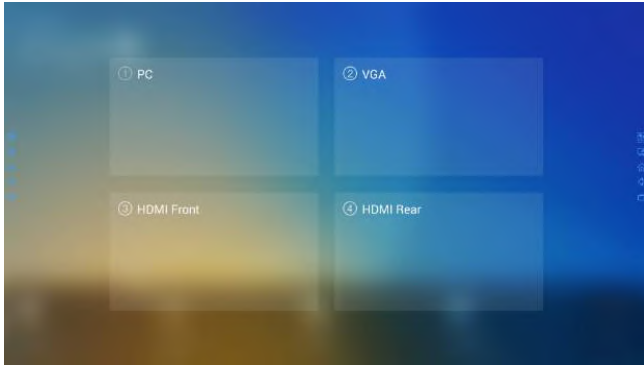 ① PC
② VGA
③ HDMI Front
④ HDMI Rear